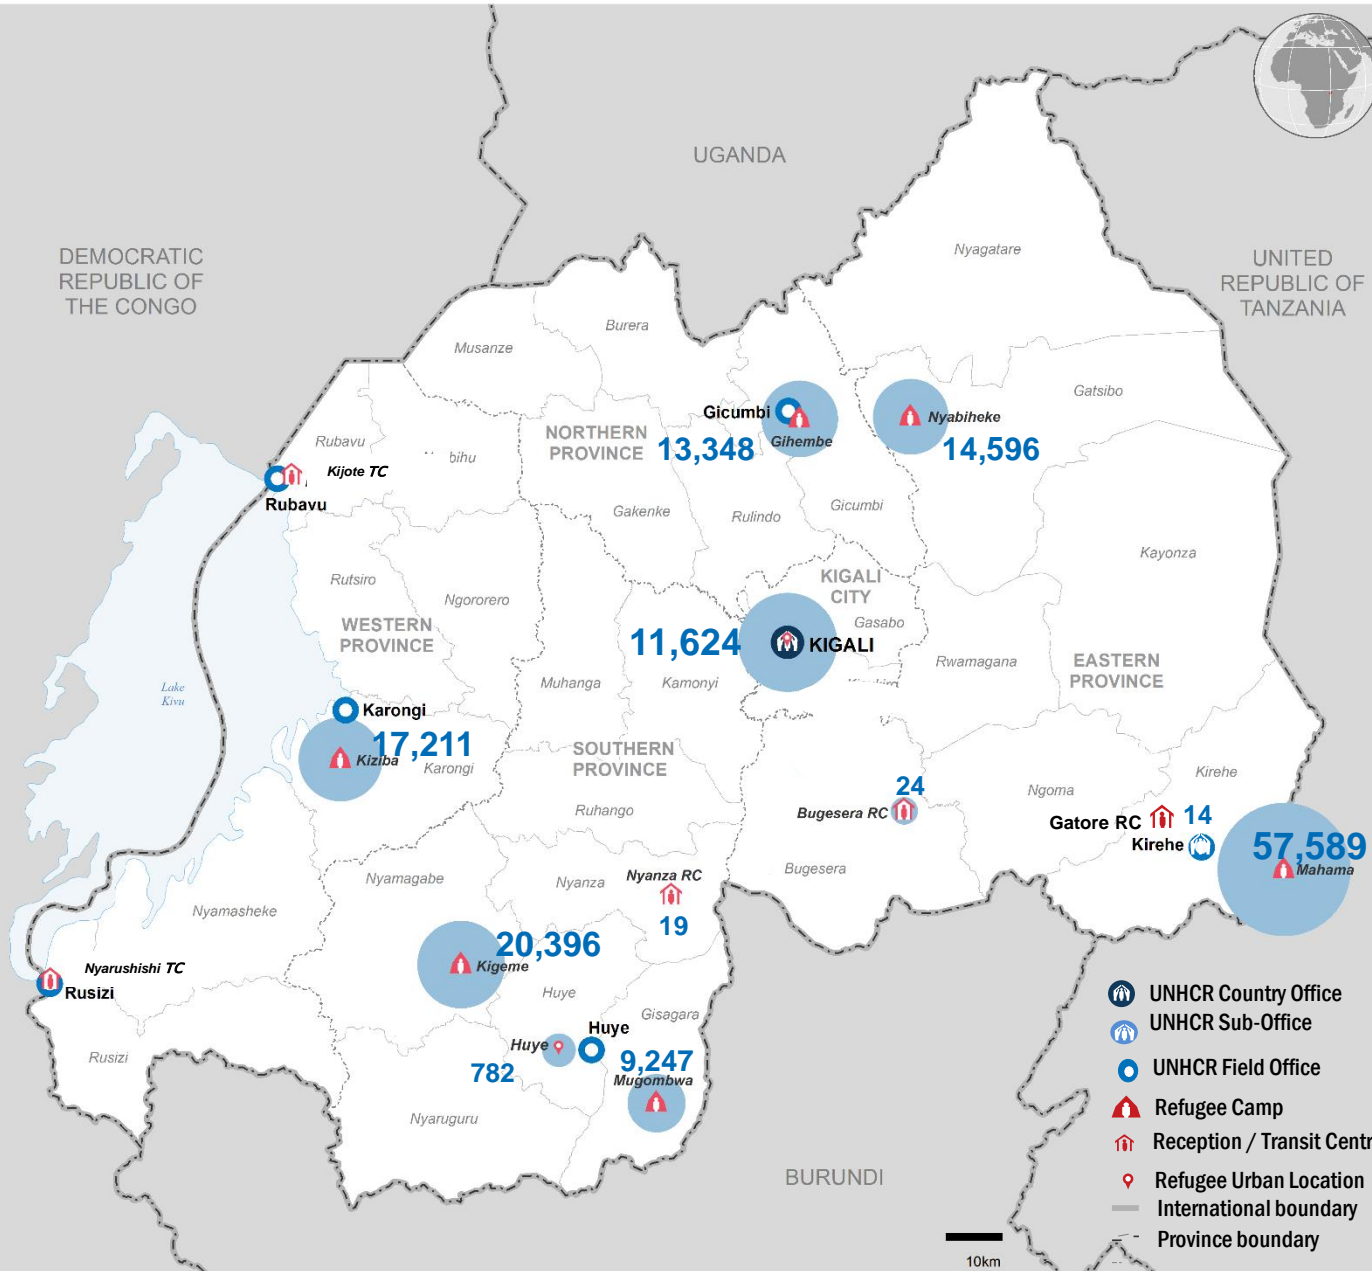 UGANDA
DEMOCRATIC
REPUBLIC OF
THE CONGO
UNITED
REPUBLIC OF
TANZANIA
Nyagatare
Burera
Musanze
Gatsibo
Gicumbi
Nyabiheke
Gihembe
13,348
14,596
NORTHERN
PROVINCE
Rubavu
bihu
Kijote TC
Rubavu
Gakenke
Rulindo
Gicumbi
Kayonza
Rutsiro
Ngororero
KIGALI
CITY
Gasabo
WESTERN
PROVINCE
11,624
KIGALI
Rwamagana
EASTERN
PROVINCE
Lake
Kivu
Muhanga
Kamonyi
Karongi
17,211
Kiziba
Karongi
SOUTHERN
PROVINCE
Ruhango
24
Bugesera RC
Ngoma
Kirehe
Gatore RC
14
Kirehe
57,589
Mahama
Bugesera
Nyamagabe
Nyanza
Nyanza RC
19
Nyamasheke
20,396
Kigeme
Nyarushishi TC
Rusizi
Huye
Gisagara
Huye
Huye
782
9,247
Mugombwa
Rusizi
Nyaruguru
BURUNDI
UNHCR Country Office
UNHCR Sub-Office
UNHCR Field Office
Refugee Camp
Reception / Transit Centr
Refugee Urban Location
International boundary
Province boundary
10km